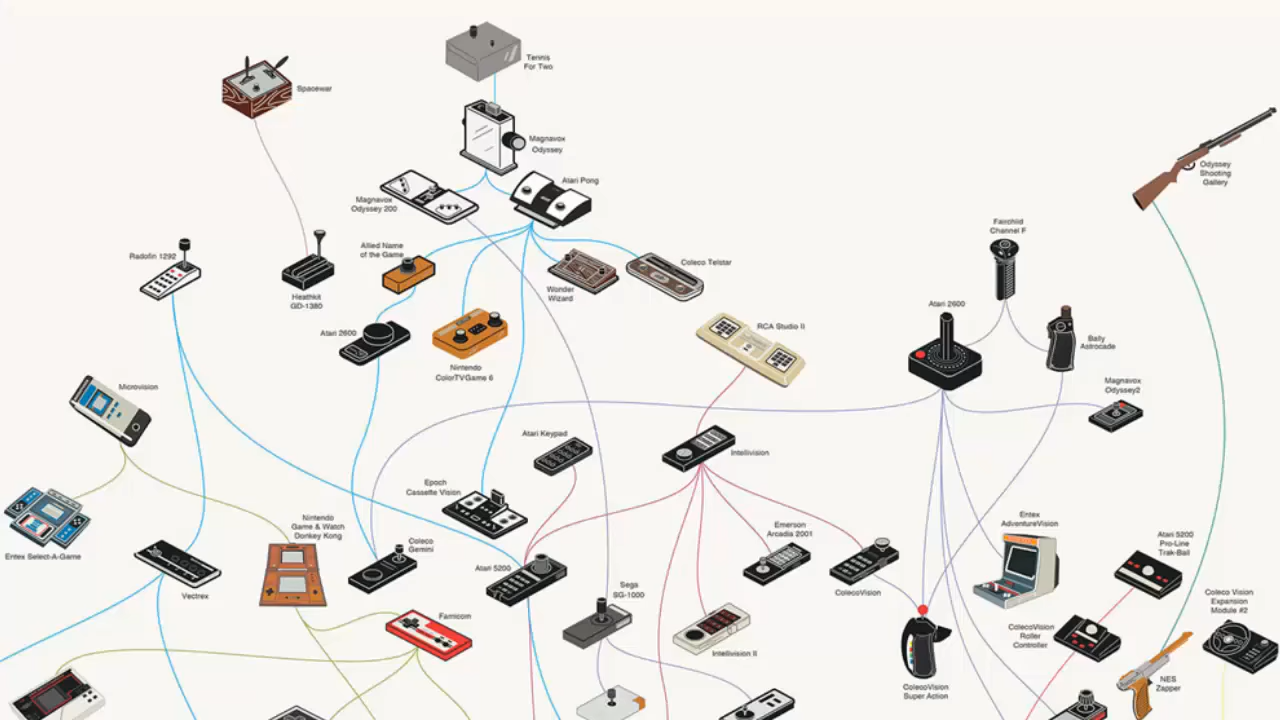 Tennis
For Two
Spacewar
Magnavox
Odyssey
Atari Pong
Odyssey
Shooting
Gallery
Magnavox
Odyssey 200
Fairchild
Channel F
Radofin 1292
Allied Name
of the Game
Coleco Telstar
Wonder
Wizard
Heathkit
GD-1380
Atari 2600
Atari 2600
RCA Studio II
Bally
Astrocade
Nintendo
ColorTVGame 6
Microvision
Magnavox
Odyssey2
Atari Keypad
Intellivision
Epoch
Cassette Vision
Nintendo
Game & Watch
Donkey Kong
Entex
AdventureVision
Emerson
Arcadia 2001
Atari 5200
Pro-Line
Trak-Ball
Entex Select-A-Game
Coleco
Gemini
Atari 5200
Vectrex
Sega
SG-1000
ColecoVision
Coleco Vision
Expansion
Module #2
Famicom
ColecoVision
Roller
Controller
Intellivision II
NES
Zapper
ColecoVision
Super Action